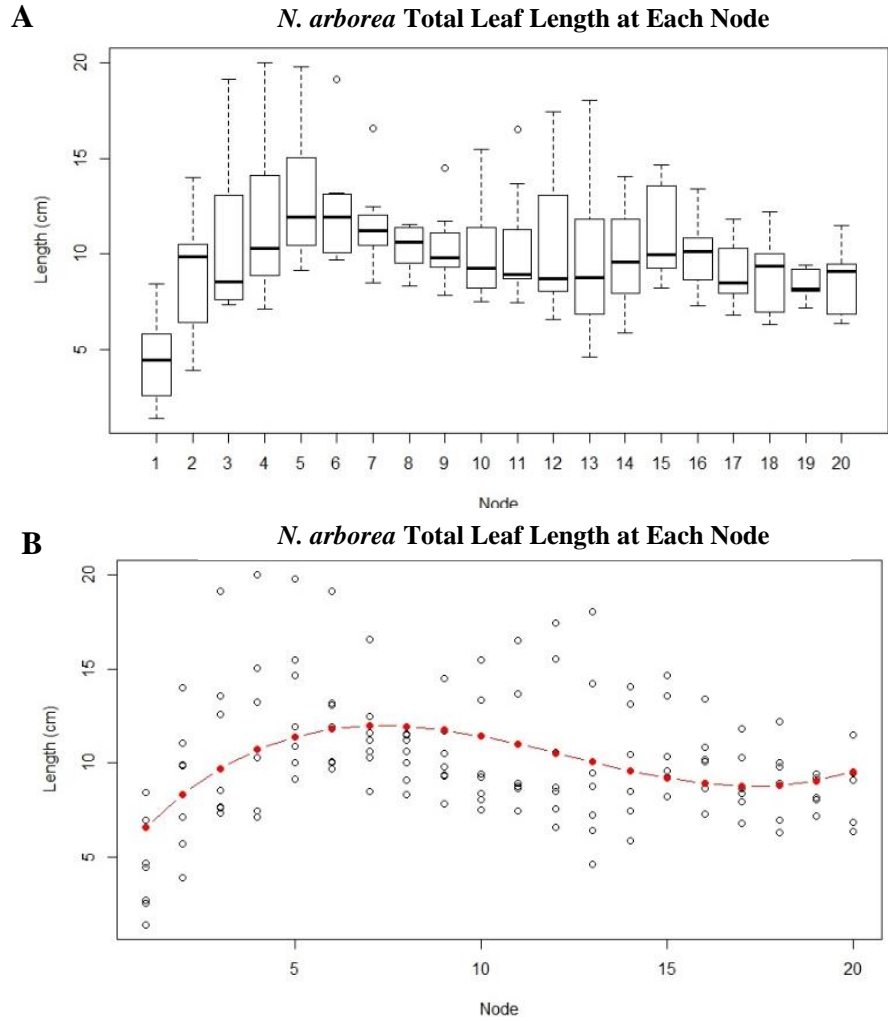 A
N. arborea Total Leaf Length at Each Node
20
15
10
5
Length (cm)
1 2 3 4 5 6 7 8 9 10 11 12 13 14 15 16 17 18 19 20
Node
B
N. arborea Total Leaf Length at Each Node
20
15
10
5
Length (cm)
5 10 15 20
Node